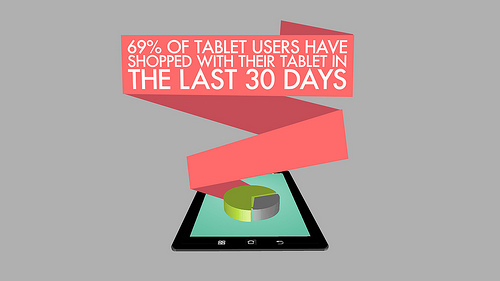 69% OF TABLET USERS HAVE
SHOPPED WITH THEIR TABLET IN
THE LAST 30 DAYS